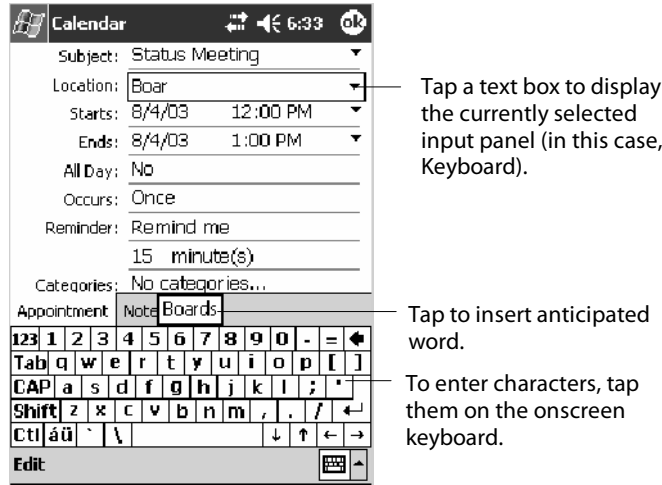 Calendar 6:33 ok
Subject: Status Meeting
Location: Boar
Starts: 8/4/03 12:00 PM
Ends: 8/4/03 1:00 PM
All Day: No
Occurs: Once
Reminder: Remind me
15 minute(s)
Categories: No categories...
Appointment Note Boards
123 1 2 3 4 5 6 7 8 9 0 - =
Tab q w e r t y u i o p [ ]
CAP a s d f g h j k l ; '
Shift z x c v b n m , . / ↵
Ctl áü ` \ ↓ ↑ ← →
Edit
Tap a text box to display
the currently selected
input panel (in this case,
Keyboard).
Tap to insert anticipated
word.
To enter characters, tap
them on the onscreen
keyboard.